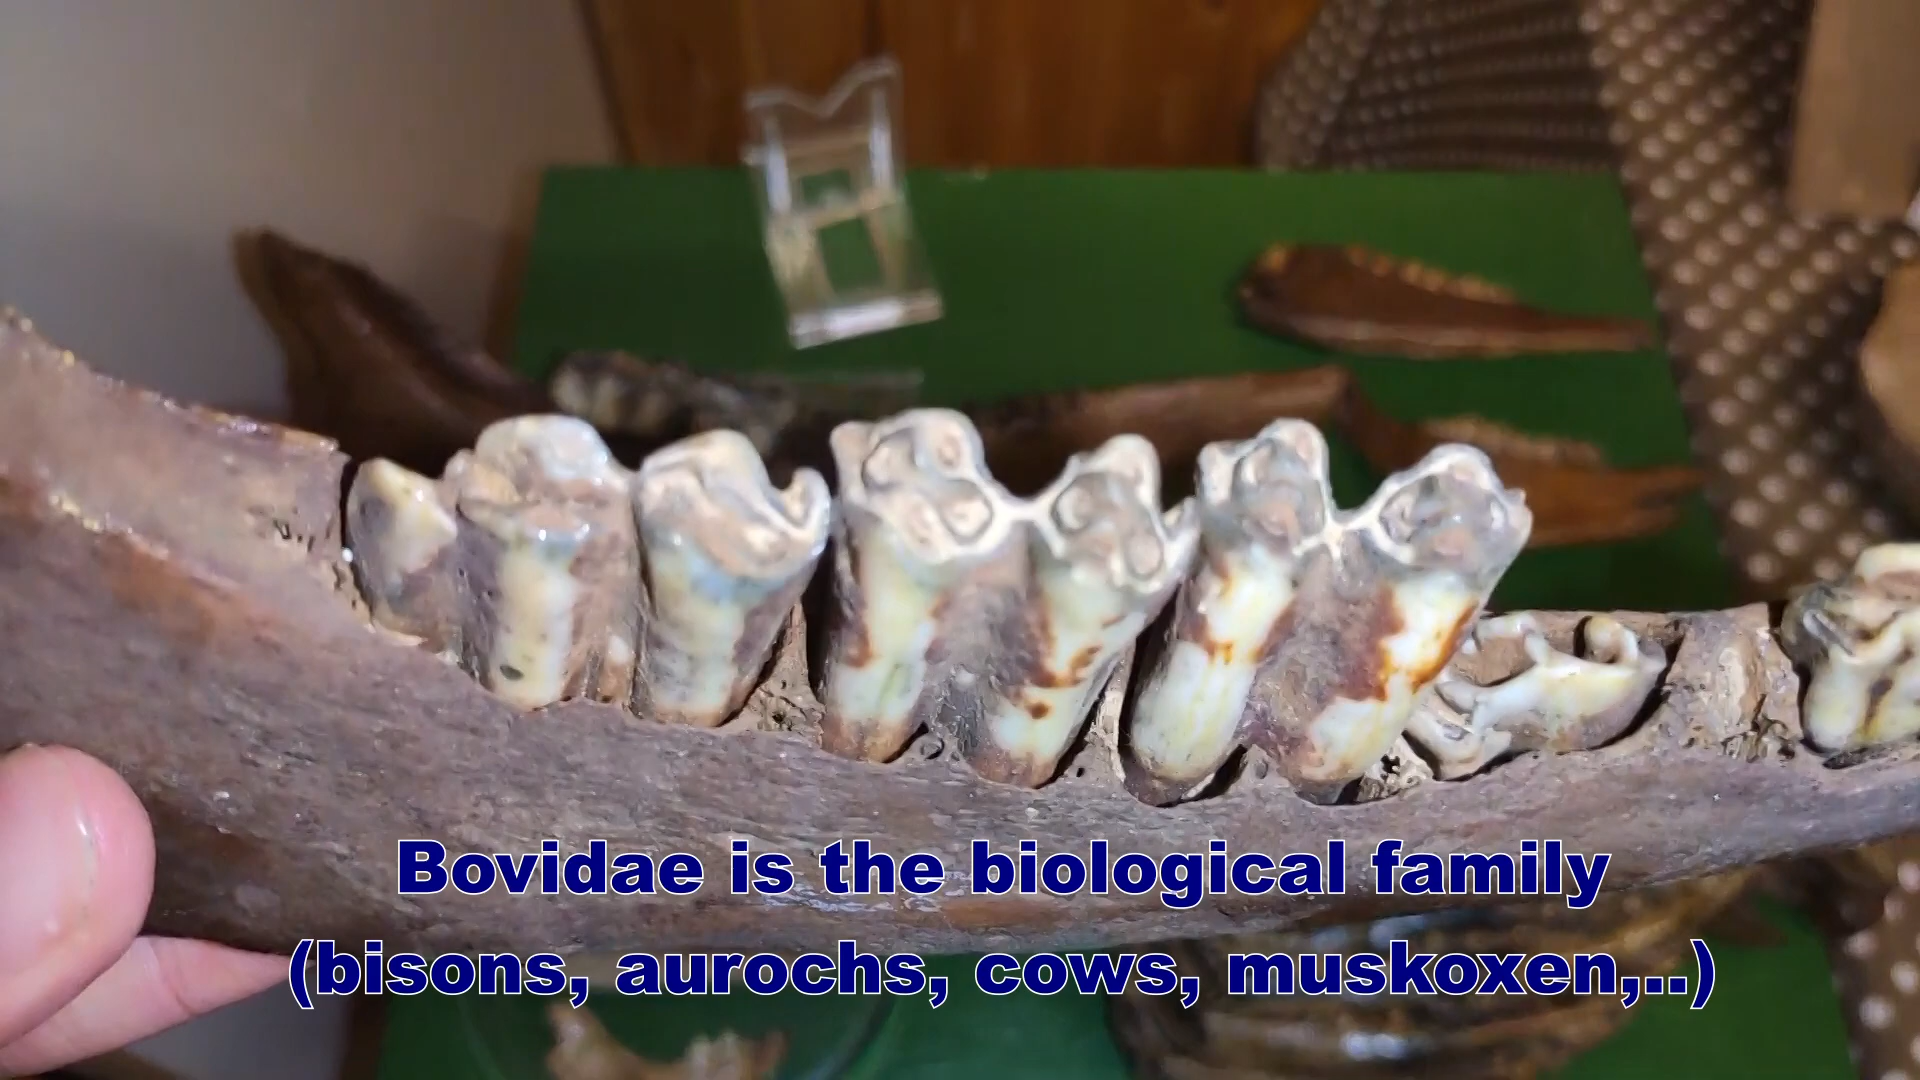 Bovidae is the biological family
(bisons, aurochs, cows, muskoxen,..)